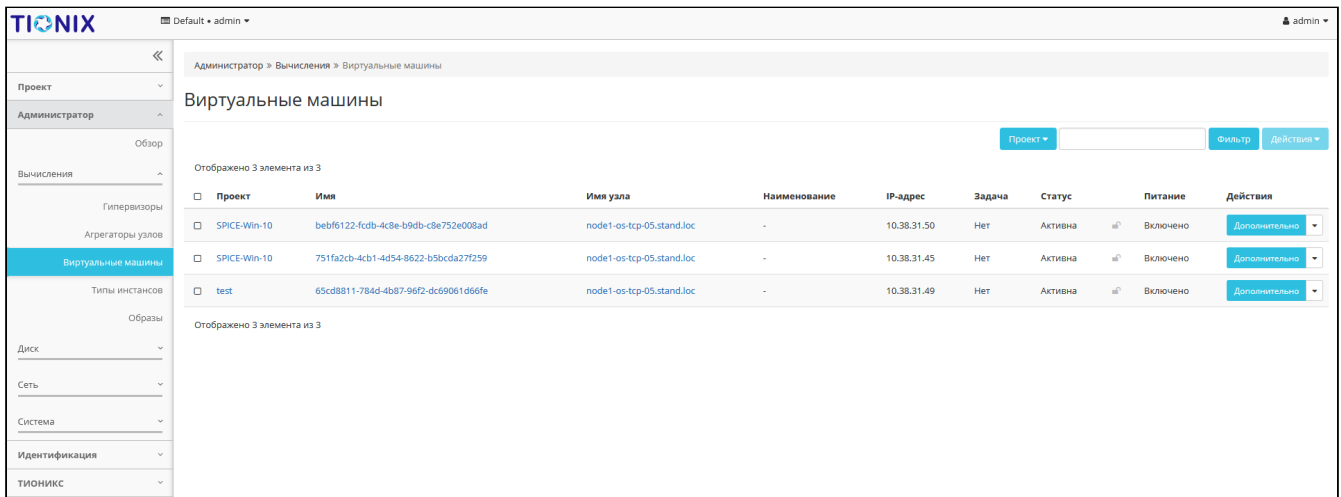 TIONIX
Default • admin
admin
Проект
Администратор
Обзор
Вычисления
Гипервизоры
Агрегаторы узлов
Виртуальные машины
Типы инстансов
Образы
Диск
Сеть
Система
Идентификация
ТИОНИКС
Администратор » Вычисления » Виртуальные машины
Виртуальные машины
Проект Фильтр Действия
Отображено 3 элемента из 3
Проект Имя Имя узла Наименование IP-адрес Задача Статус Питание Действия
SPICE-Win-10 bebf6122-fcdb-4c8e-b9db-c8e752e008ad node1-os-tcp-05.stand.loc - 10.38.31.50 Нет Активна Включено Дополнительно
SPICE-Win-10 751fa2cb-4cb1-4d54-8622-b5bcda27f259 node1-os-tcp-05.stand.loc - 10.38.31.45 Нет Активна Включено Дополнительно
test 65cd8811-784d-4b87-96f2-dc69061d66fe node1-os-tcp-05.stand.loc - 10.38.31.49 Нет Активна Включено Дополнительно
Отображено 3 элемента из 3